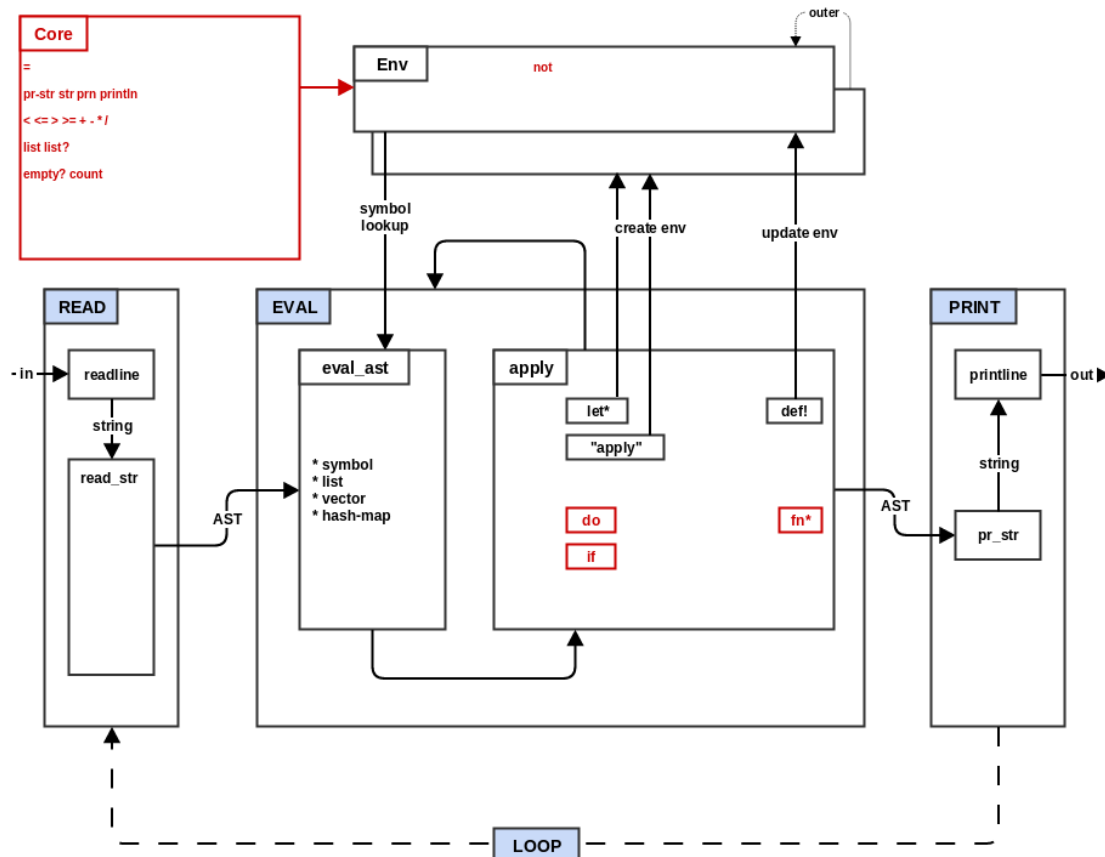 outer
Core
=
pr-str str prn println
< <= > >= + - * /
list list?
empty? count
Env
not
symbol
lookup
create env
update env
READ
- in
readline
string
read_str
AST
EVAL
eval_ast
* symbol
* list
* vector
* hash-map
apply
let*
"apply"
def!
do
if
fn*
AST
PRINT
printline
out
string
pr_str
LOOP